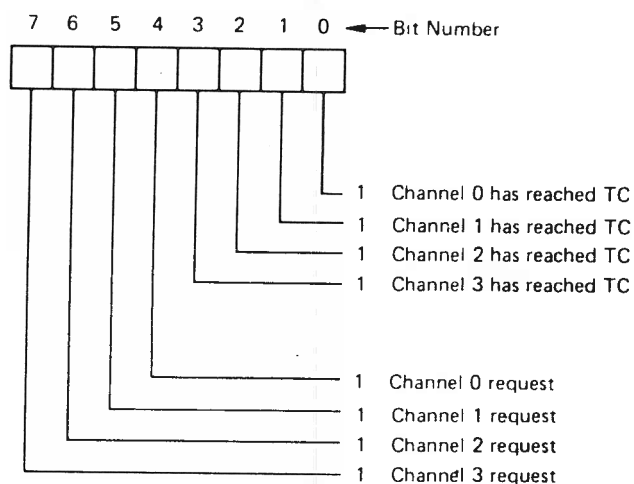 7 6 5 4 3 2 1 0 Bit Number
1 Channel 0 has reached TC
1 Channel 1 has reached TC
1 Channel 2 has reached TC
1 Channel 3 has reached TC
1 Channel 0 request
1 Channel 1 request
1 Channel 2 request
1 Channel 3 request